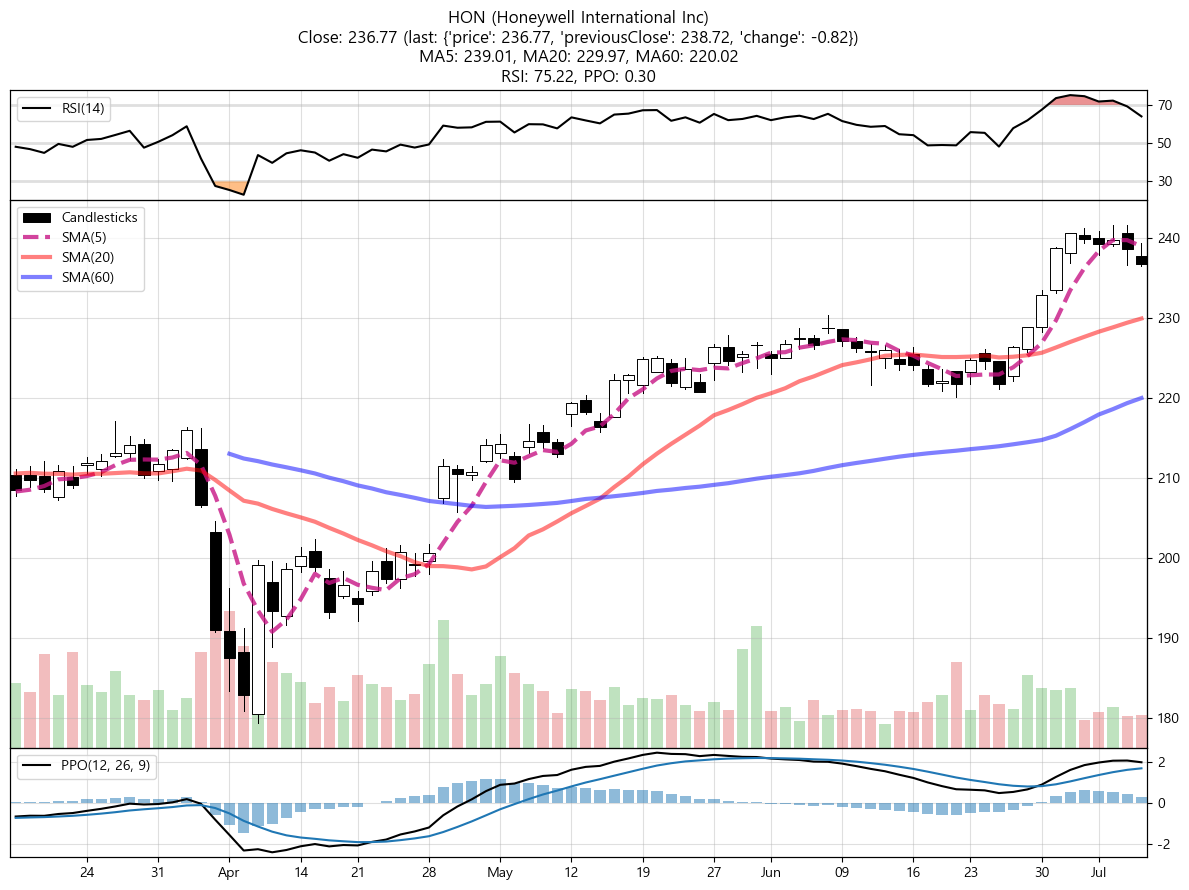 HON (Honeywell International Inc)
Close: 236.77 (last: {'price': 236.77, 'previousClose': 238.72, 'change': -0.82})
MA5: 239.01, MA20: 229.97, MA60: 220.02
RSI: 75.22, PPO: 0.30
RSI(14)
70
50
30
Candlesticks
SMA(5)
SMA(20)
SMA(60)
240
230
220
210
200
190
180
PPO(12, 26, 9)
2
0
-2
24 31 Apr 14 21 28 May 12 19 27 Jun 09 16 23 30 Jul